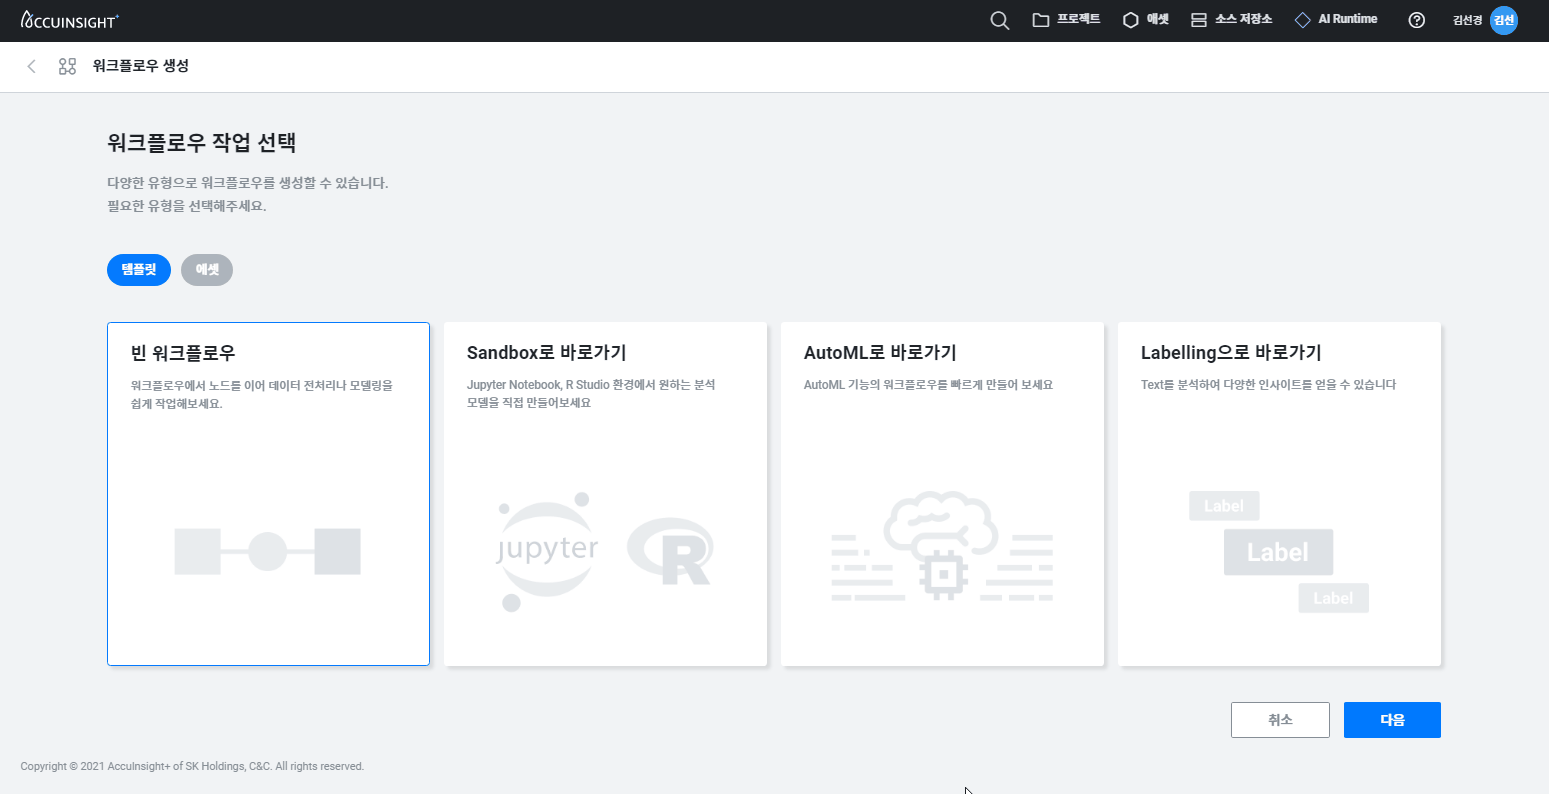 ACCUINSIGHT+
프로젝트
애셋
소스 저장소
AI Runtime
김선경
김선
워크플로우 생성
워크플로우 작업 선택
다양한 유형으로 워크플로우를 생성할 수 있습니다.
필요한 유형을 선택해주세요.
템플릿
애셋
빈 워크플로우
워크플로우에서 노드를 이어 데이터 전처리나 모델링을
쉽게 작업해보세요.
Sandbox로 바로가기
Jupyter Notebook, R Studio 환경에서 원하는 분석
모델을 직접 만들어보세요
jupyter
R
AutoML로 바로가기
AutoML 기능의 워크플로우를 빠르게 만들어 보세요
Labelling으로 바로가기
Text를 분석하여 다양한 인사이트를 얻을 수 있습니다
Label
Label
Label
취소
다음
Copyright © 2021 AccuInsight+ of SK Holdings, C&C. All rights reserved.